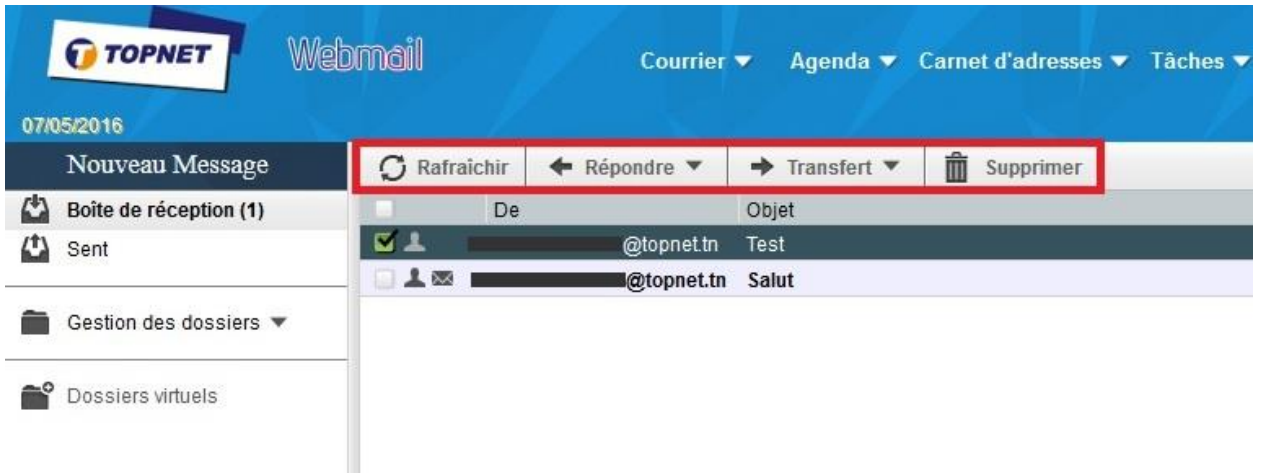 TOPNET
Webmail
Courrier Agenda Carnet d'adresses Tâches
07/05/2016
Nouveau Message
Rafraîchir Répondre Transfert Supprimer
Boîte de réception (1)
De Objet
Sent
@topnet.tn Test
@topnet.tn Salut
Gestion des dossiers
Dossiers virtuels